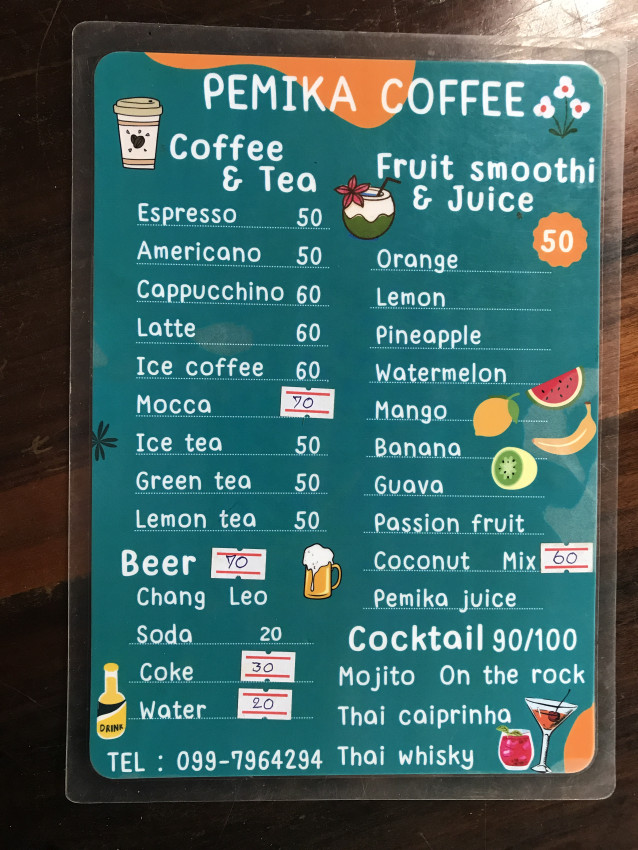 PEMIKA COFFEE
Coffee
& Tea
Espresso 50
Americano 50
Cappucchino 60
Latte 60
Ice coffee 60
Mocca 70
Ice tea 50
Green tea 50
Lemon tea 50
Beer 70
Chang Leo
Soda 20
Coke 30
Water 20
DRINK
TEL : 099-7964294
Fruit smoothi
& Juice
50
Orange
Lemon
Pineapple
Watermelon
Mango
Banana
Guava
Passion fruit
Coconut Mix 60
Pemika juice
Cocktail 90/100
Mojito On the rock
Thai caiprinha
Thai whisky